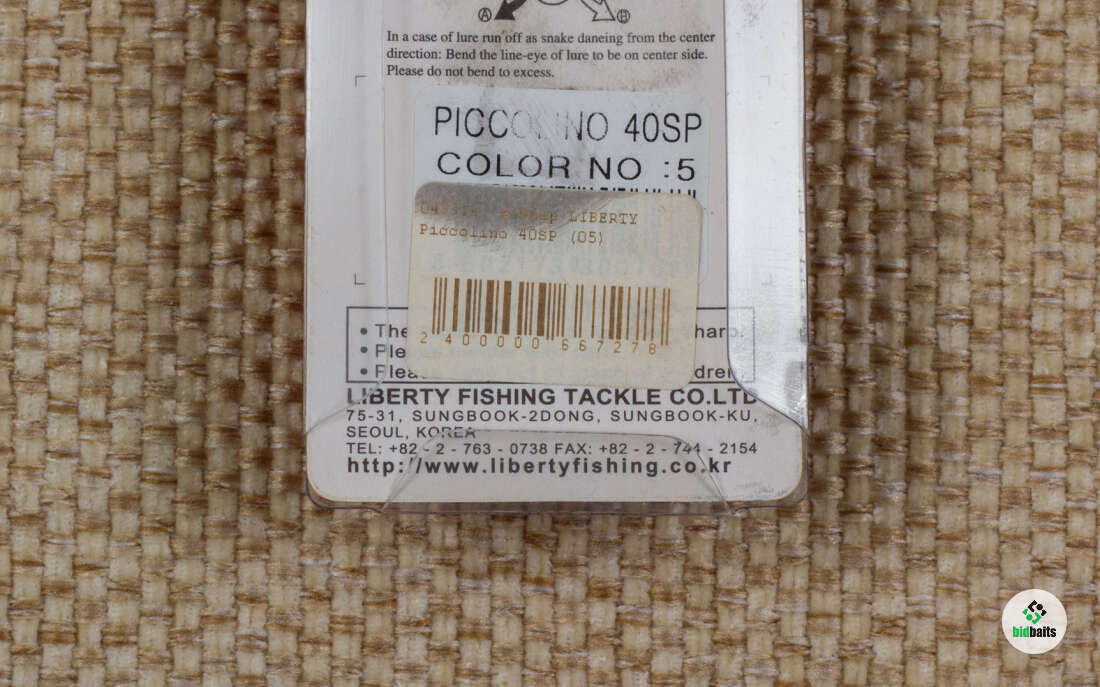 A B
In a case of lure run off as snake daneing from the center
direction: Bend the line-eye of lure to be on center side.
Please do not bend to excess.
PICCOLINO 40SP
COLOR NO :5
LIBERTY
Piccolino 40SP (05)
2 400000 667278
• The
• Ple
• Plea
LIBERTY FISHING TACKLE CO.LTD
75-31, SUNGBOOK-2DONG, SUNGBOOK-KU,
SEOUL, KOREA
TEL: +82 - 2 - 763 - 0738 FAX: +82 - 2 - 744 - 2154
http://www.libertyfishing.co.kr
bidbaits